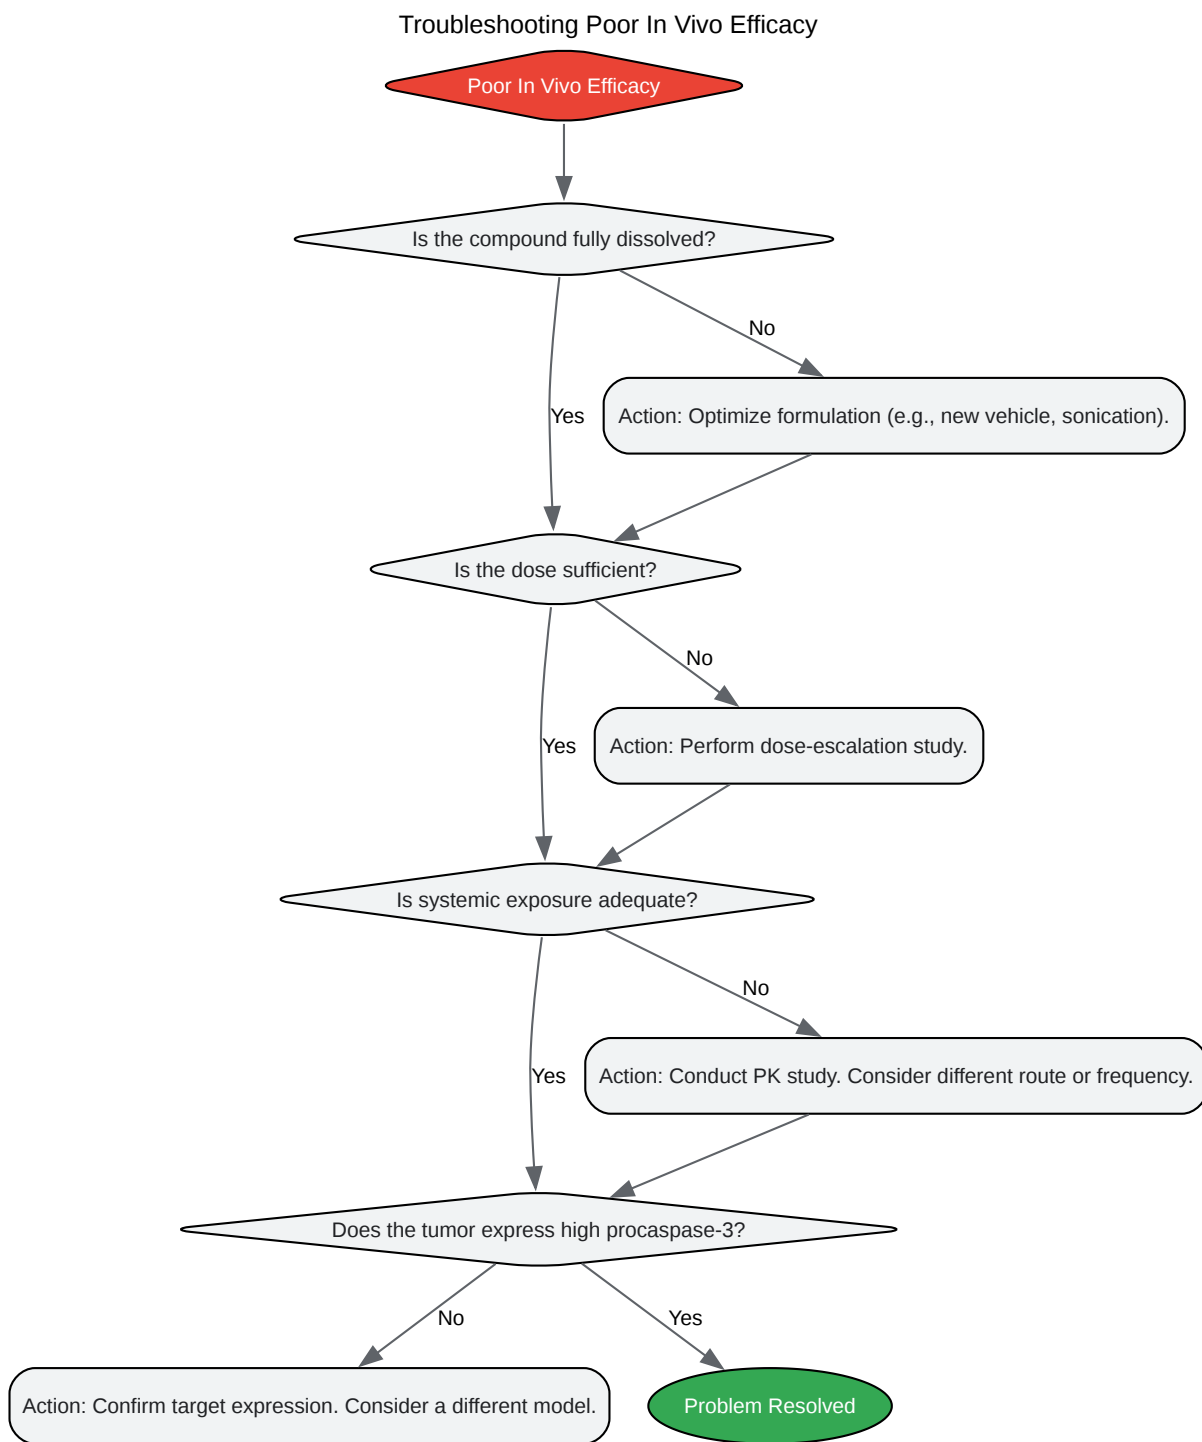 Troubleshooting Poor In Vivo Efficacy
Poor In Vivo Efficacy
Is the compound fully dissolved?
No
Yes
Action: Optimize formulation (e.g., new vehicle, sonication).
Is the dose sufficient?
No
Yes
Action: Perform dose-escalation study.
Is systemic exposure adequate?
No
Yes
Action: Conduct PK study. Consider different route or frequency.
Does the tumor express high procaspase-3?
No
Yes
Action: Confirm target expression. Consider a different model.
Problem Resolved